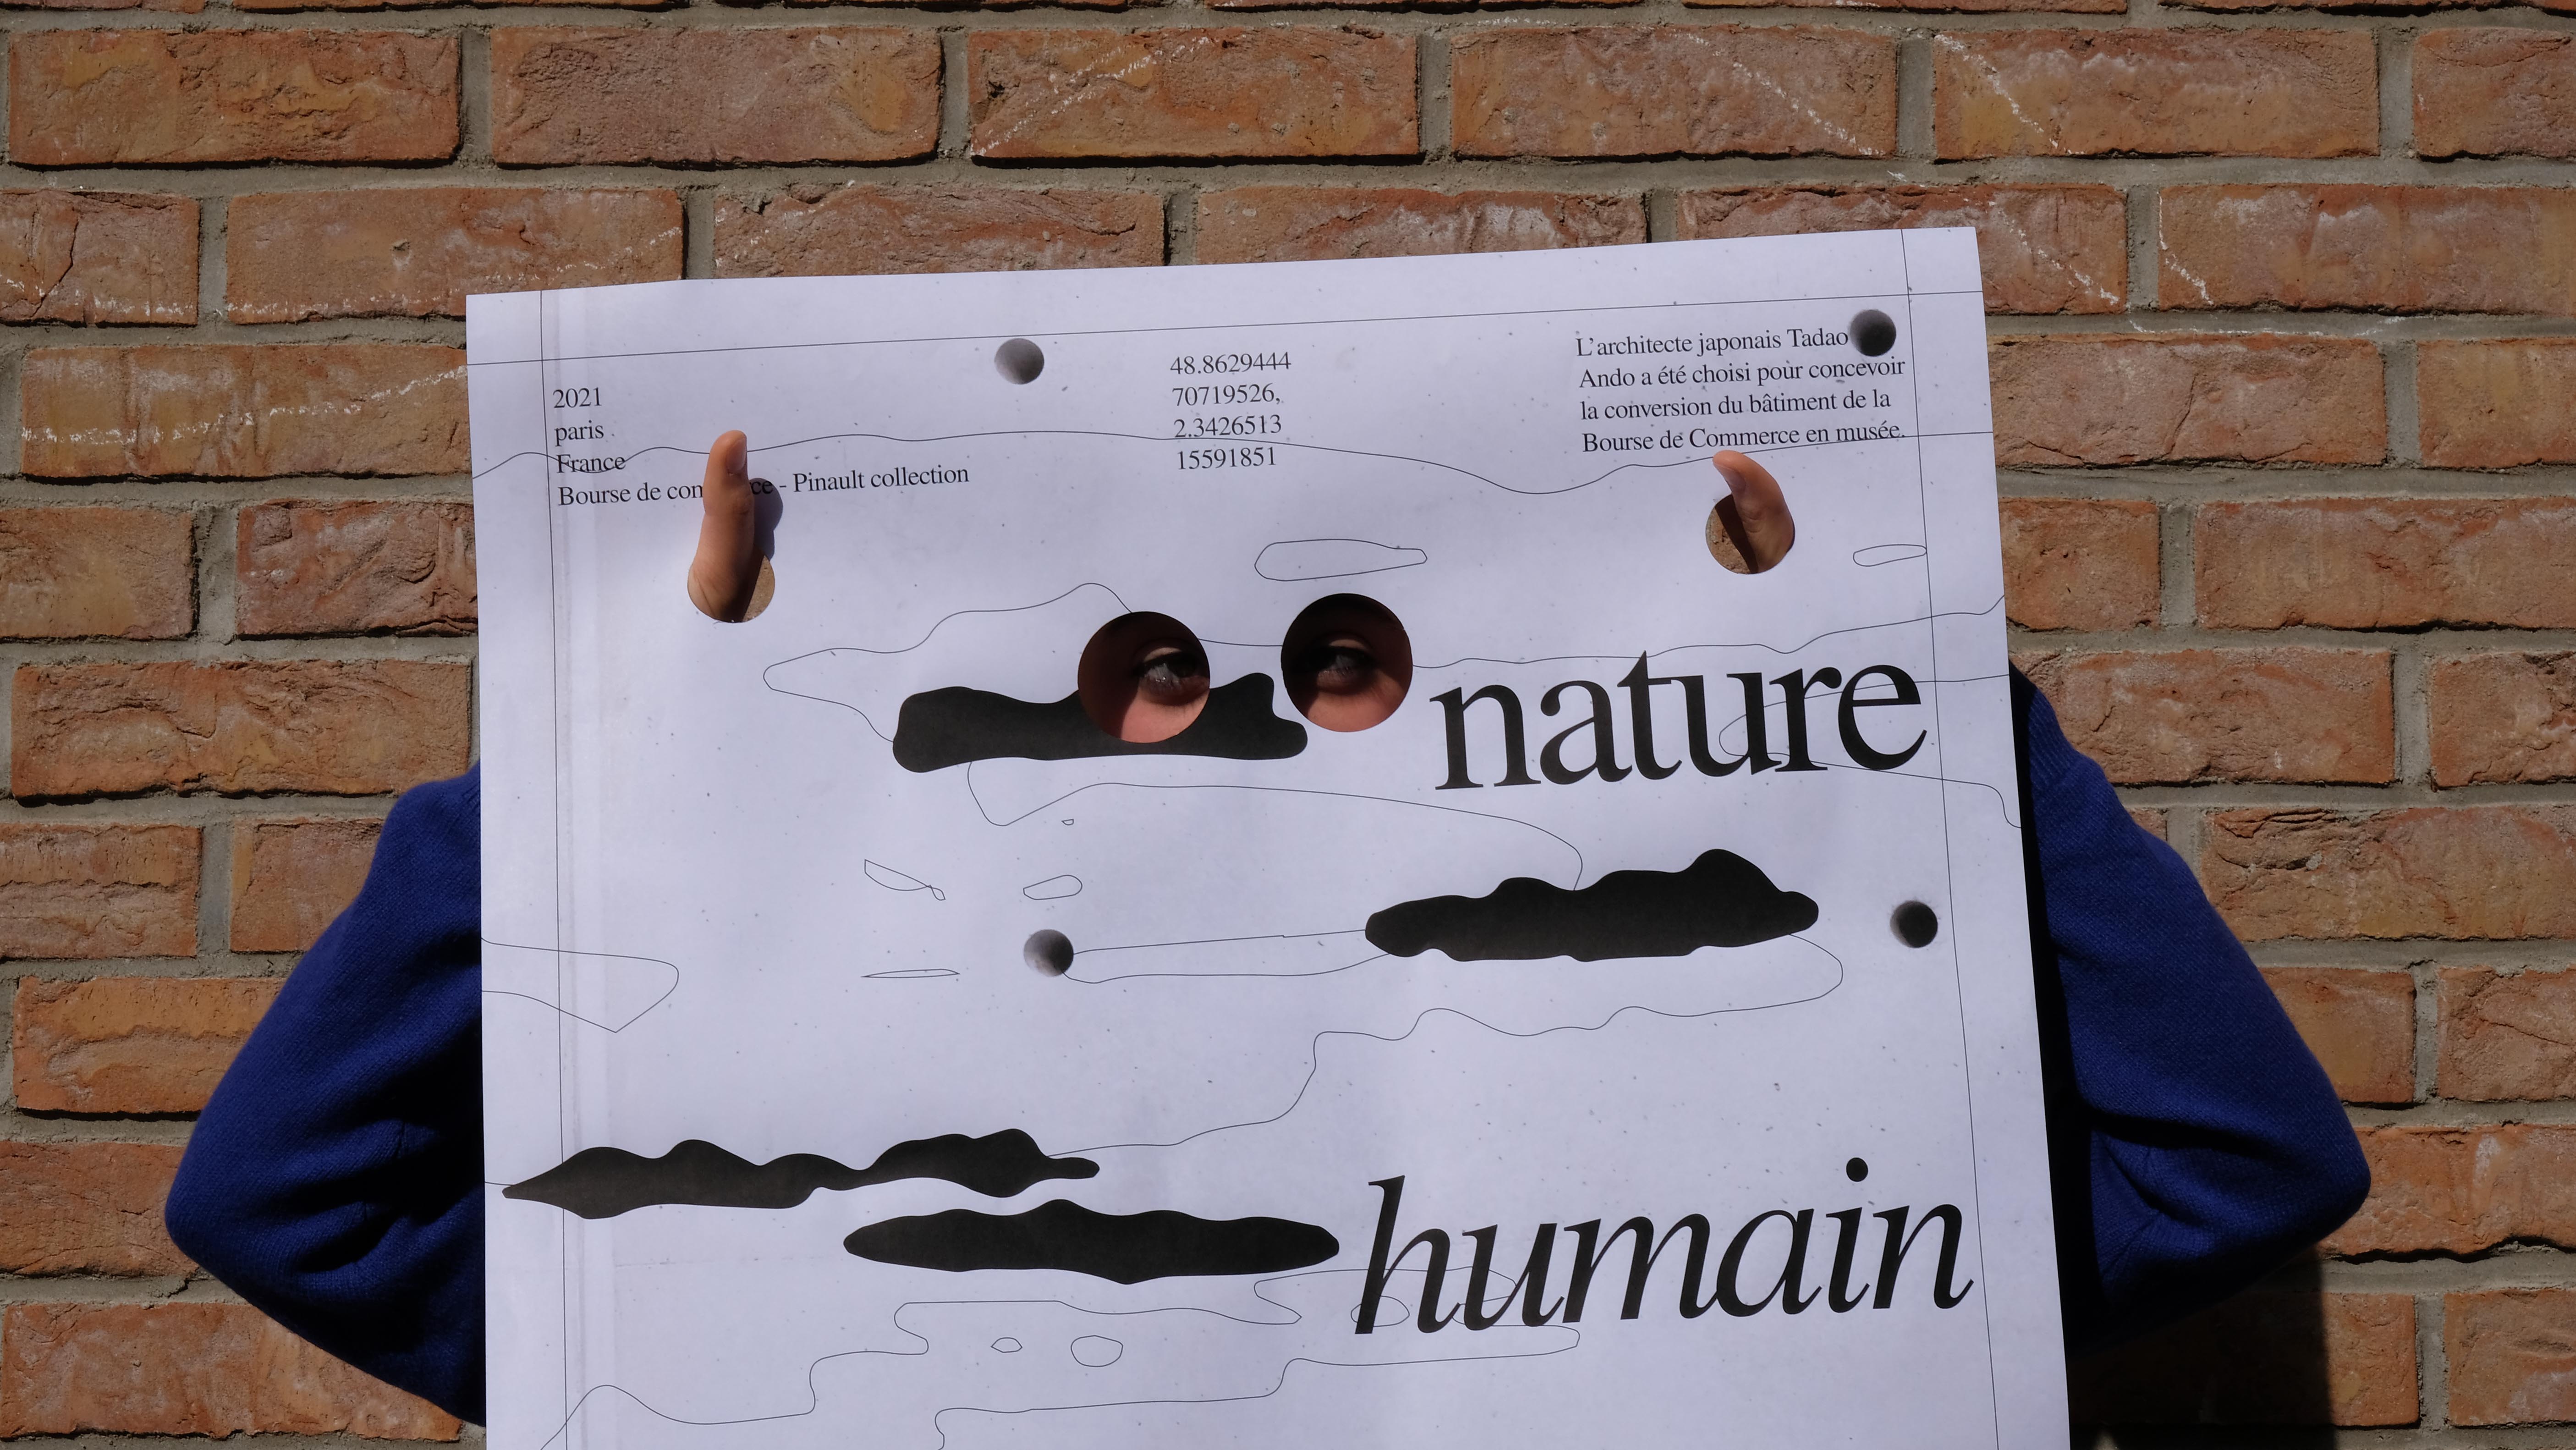 2021
paris
France
Bourse de com ce - Pinault collection
48.8629444
70719526,
2.3426513
15591851
L'architecte japonais Tadao
Ando a été choisi pour concevoir
la conversion du bâtiment de la
Bourse de Commerce en musée.
nature
humain